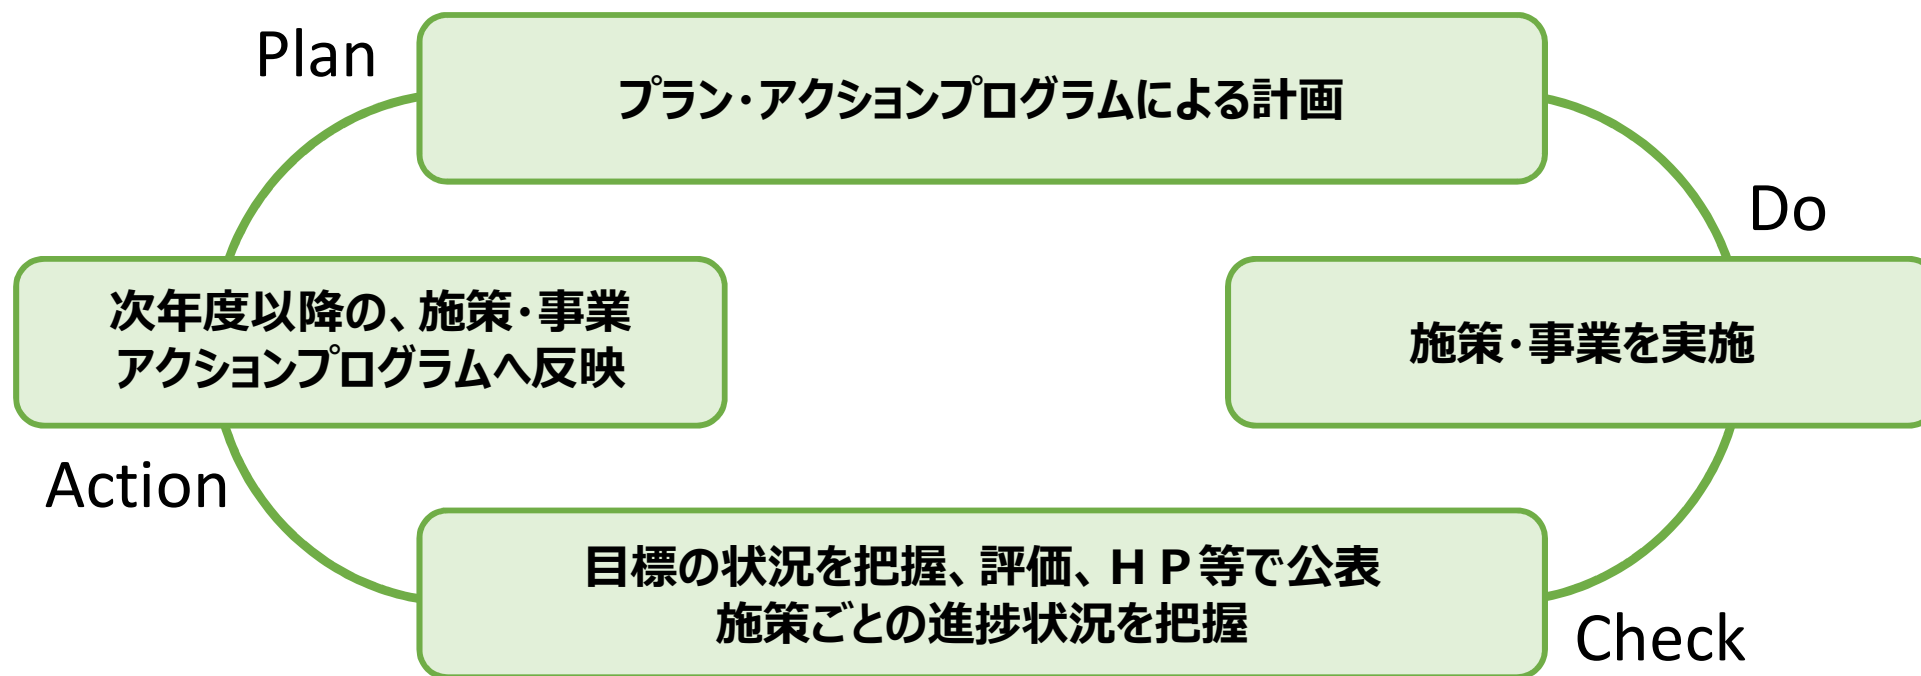 Plan
プラン・アクションプログラムによる計画
Do
施策・事業を実施
Check
目標の状況を把握、評価、ＨＰ等で公表
施策ごとの進捗状況を把握
Action
次年度以降の、施策・事業
アクションプログラムへ反映